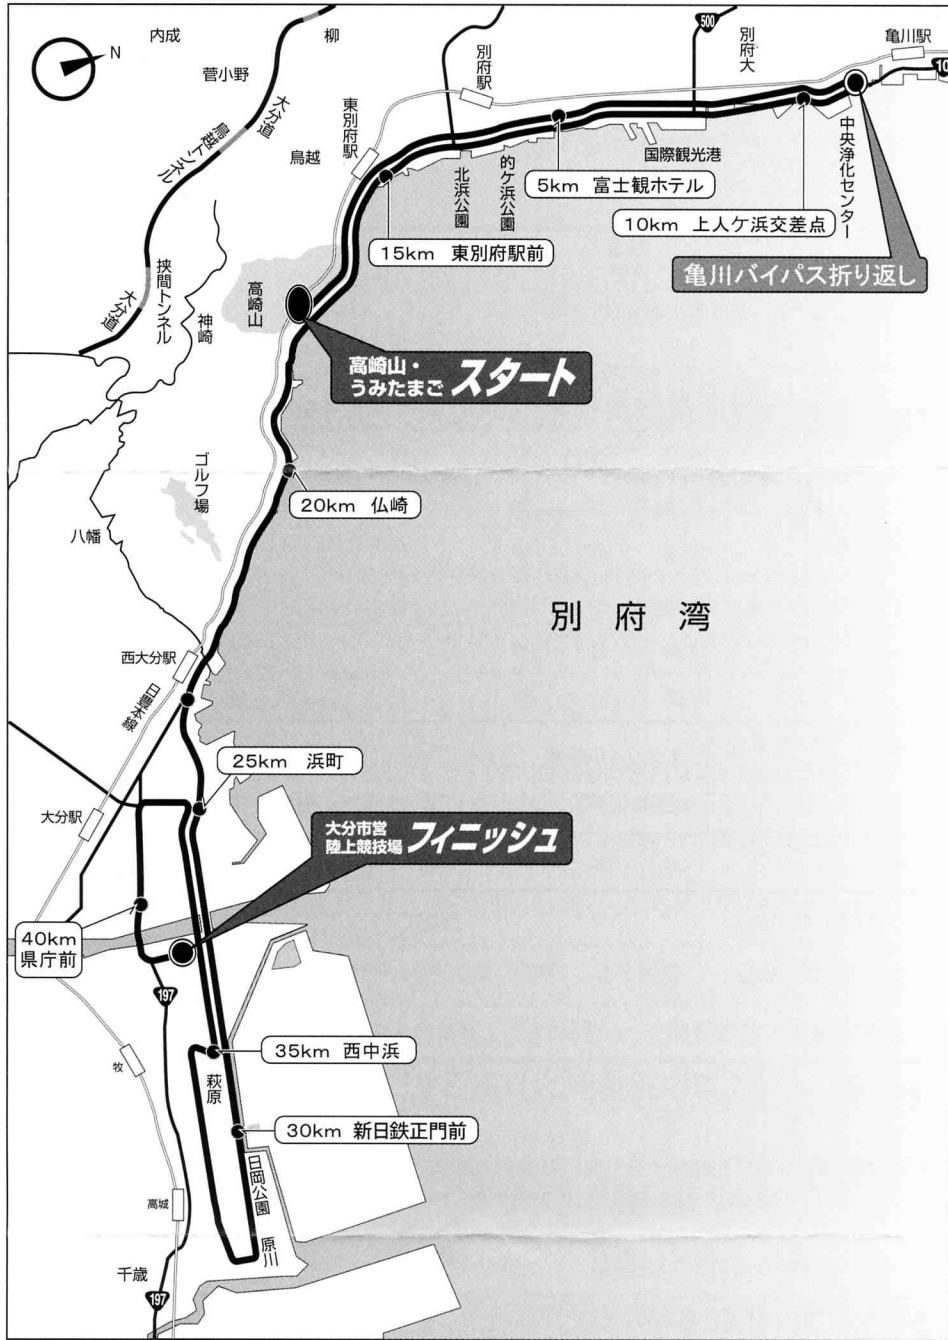 内成
柳
500
別府大
亀川駅
10
N
菅小野
別府駅
大分道
東別府駅
鳥越トンネル
鳥越
国際観光港
中央浄化センター
北浜公園
的ケ浜公園
5km 富士観ホテル
10km 上人ケ浜交差点
15km 東別府駅前
亀川バイパス折り返し
挟間トンネル
大分道
神崎
高崎山
高崎山・
うみたまご スタート
ゴルフ場
20km 仏崎
八幡
別府湾
西大分駅
日豊本線
25km 浜町
大分駅
大分市営
陸上競技場 フィニッシュ
40km
県庁前
197
35km 西中浜
牧
萩原
30km 新日鉄正門前
日岡公園
高城
原川
千歳
197